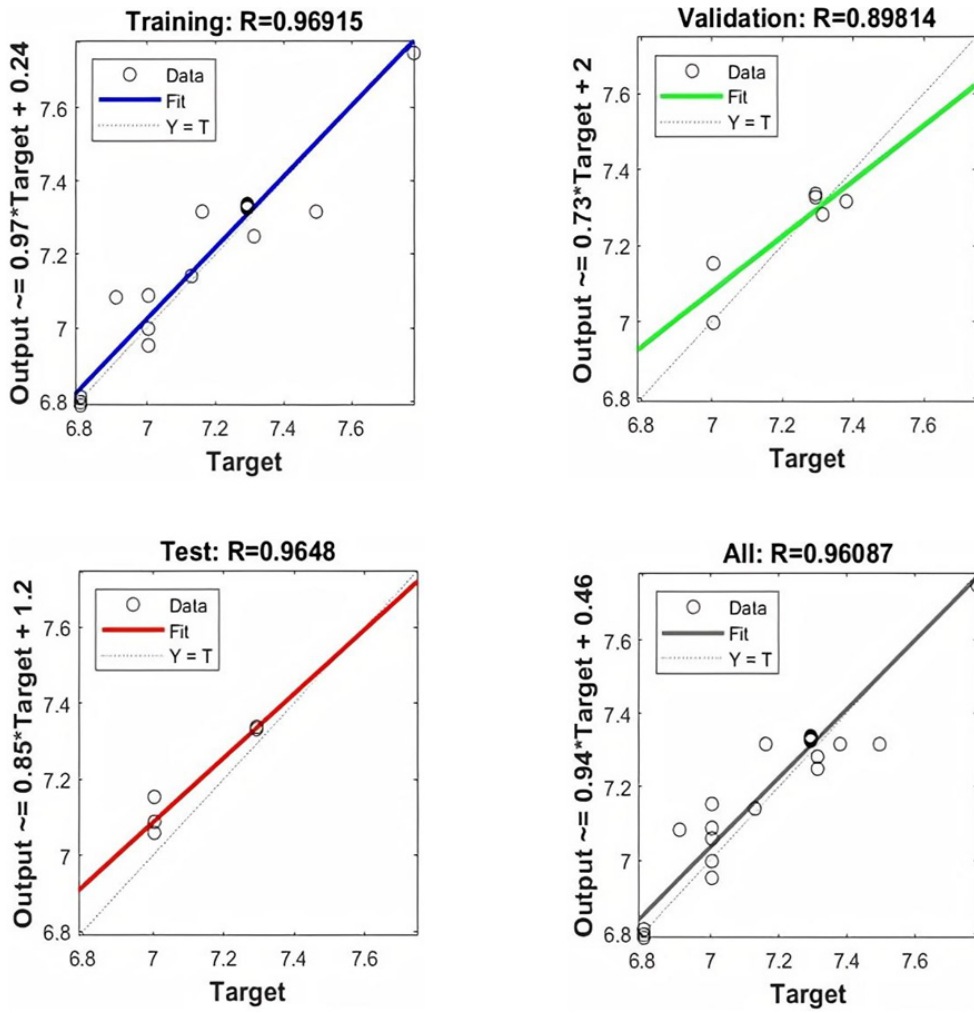 Training: R=0.96915
Output ~= 0.97*Target + 0.24
Data
Fit
Y = T
7.6
7.4
7.2
7
6.8
6.8 7 7.2 7.4 7.6
Target
Validation: R=0.89814
Output ~= 0.73*Target + 2
Data
Fit
Y = T
7.6
7.4
7.2
7
6.8
6.8 7 7.2 7.4 7.6
Target
Test: R=0.9648
Output ~= 0.85*Target + 1.2
Data
Fit
Y = T
7.6
7.4
7.2
7
6.8
6.8 7 7.2 7.4 7.6
Target
All: R=0.96087
Output ~= 0.94*Target + 0.46
Data
Fit
Y = T
7.6
7.4
7.2
7
6.8
6.8 7 7.2 7.4 7.6
Target